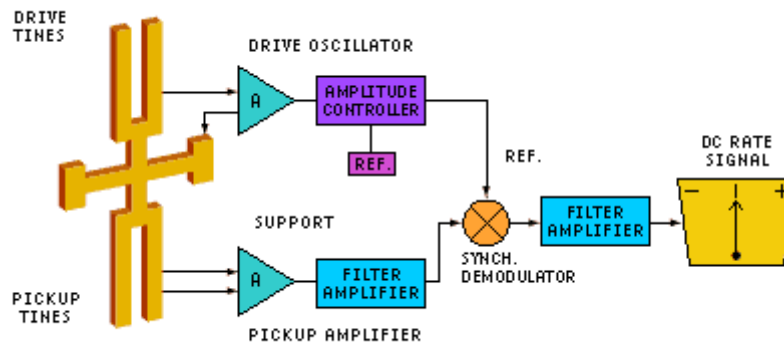 DRIVE
TINES
DRIVE OSCILLATOR
A
AMPLITUDE
CONTROLLER
REF.
REF.
DC RATE
SIGNAL
- | +
SUPPORT
A
FILTER
AMPLIFIER
SYNCH.
DEMODULATOR
FILTER
AMPLIFIER
PICKUP
TINES
PICKUP AMPLIFIER